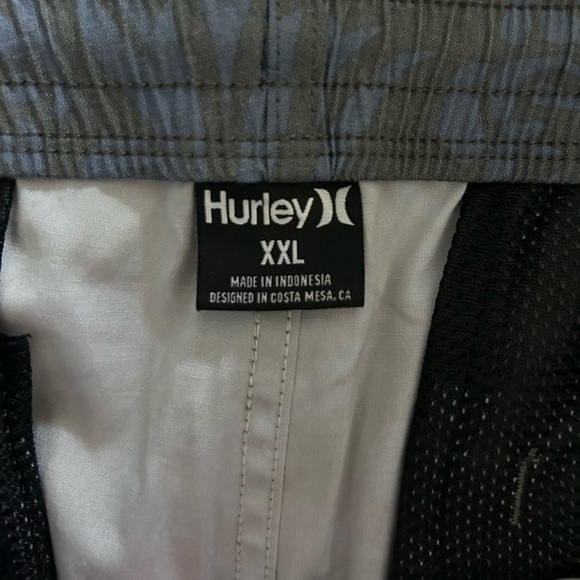 Hurley
XXL
MADE IN INDONESIA
DESIGNED IN COSTA MESA, CA